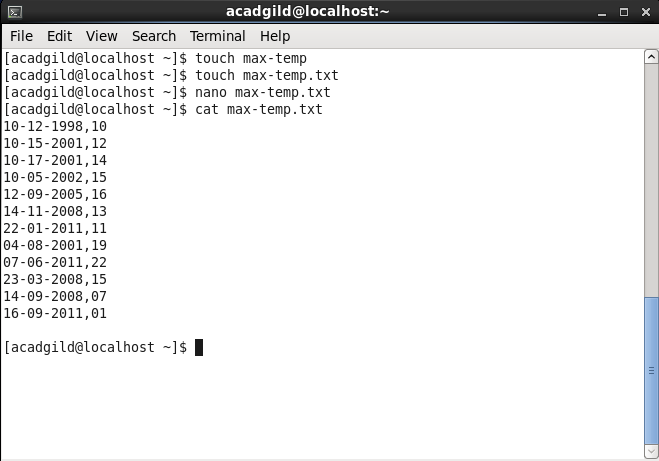 acadgild@localhost:~
File Edit View Search Terminal Help
[acadgild@localhost ~]$ touch max-temp
[acadgild@localhost ~]$ touch max-temp.txt
[acadgild@localhost ~]$ nano max-temp.txt
[acadgild@localhost ~]$ cat max-temp.txt
10-12-1998,10
10-15-2001,12
10-17-2001,14
10-05-2002,15
12-09-2005,16
14-11-2008,13
22-01-2011,11
04-08-2001,19
07-06-2011,22
23-03-2008,15
14-09-2008,07
16-09-2011,01
[acadgild@localhost ~]$